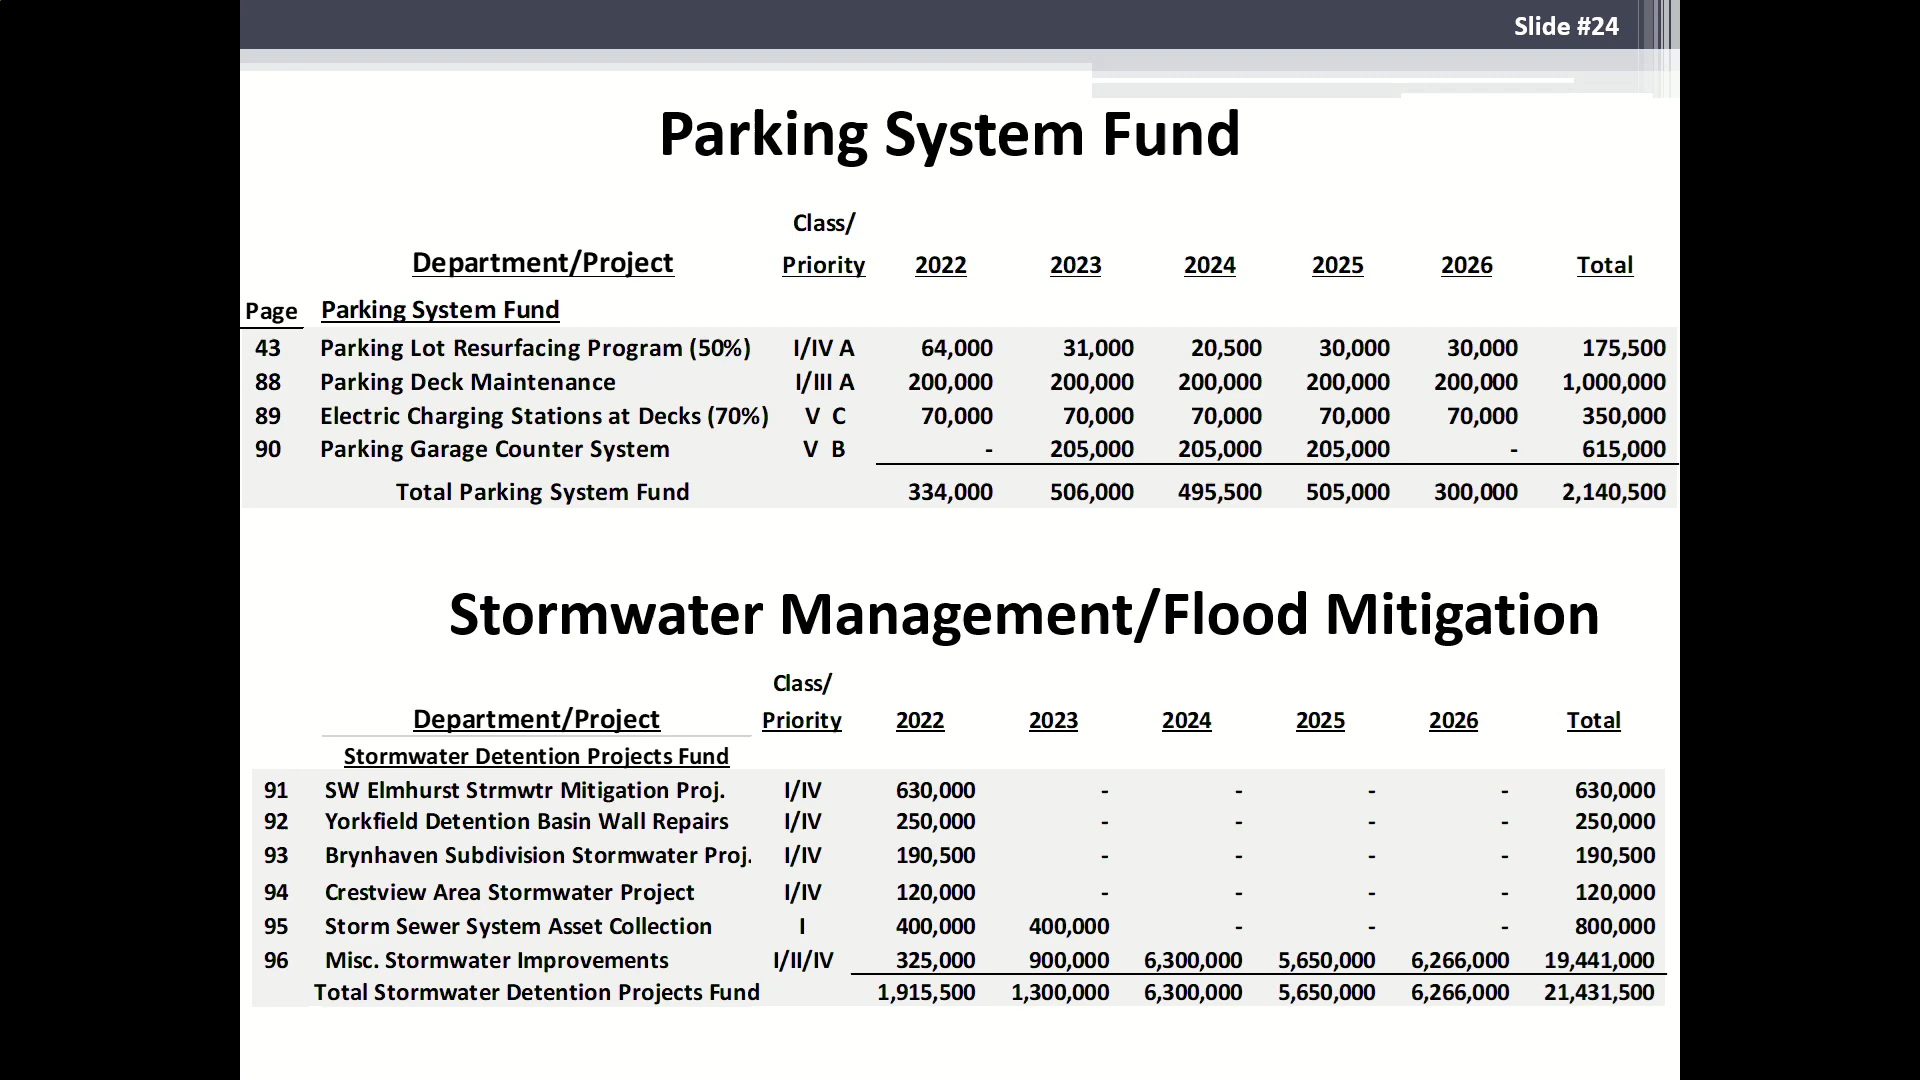 Slide #24
Parking System Fund
Class/
Department/Project Priority 2022 2023 2024 2025 2026 Total
Page Parking System Fund
43 Parking Lot Resurfacing Program (50%) I/IV A 64,000 31,000 20,500 30,000 30,000 175,500
88 Parking Deck Maintenance I/III A 200,000 200,000 200,000 200,000 200,000 1,000,000
89 Electric Charging Stations at Decks (70%) V C 70,000 70,000 70,000 70,000 70,000 350,000
90 Parking Garage Counter System V B - 205,000 205,000 205,000 - 615,000
Total Parking System Fund 334,000 506,000 495,500 505,000 300,000 2,140,500
Stormwater Management/Flood Mitigation
Class/
Department/Project Priority 2022 2023 2024 2025 2026 Total
Stormwater Detention Projects Fund
91 SW Elmhurst Strmwtr Mitigation Proj. I/IV 630,000 - - - - 630,000
92 Yorkfield Detention Basin Wall Repairs I/IV 250,000 - - - - 250,000
93 Brynhaven Subdivision Stormwater Proj. I/IV 190,500 - - - - 190,500
94 Crestview Area Stormwater Project I/IV 120,000 - - - - 120,000
95 Storm Sewer System Asset Collection I 400,000 400,000 - - - 800,000
96 Misc. Stormwater Improvements I/II/IV 325,000 900,000 6,300,000 5,650,000 6,266,000 19,441,000
Total Stormwater Detention Projects Fund 1,915,500 1,300,000 6,300,000 5,650,000 6,266,000 21,431,500